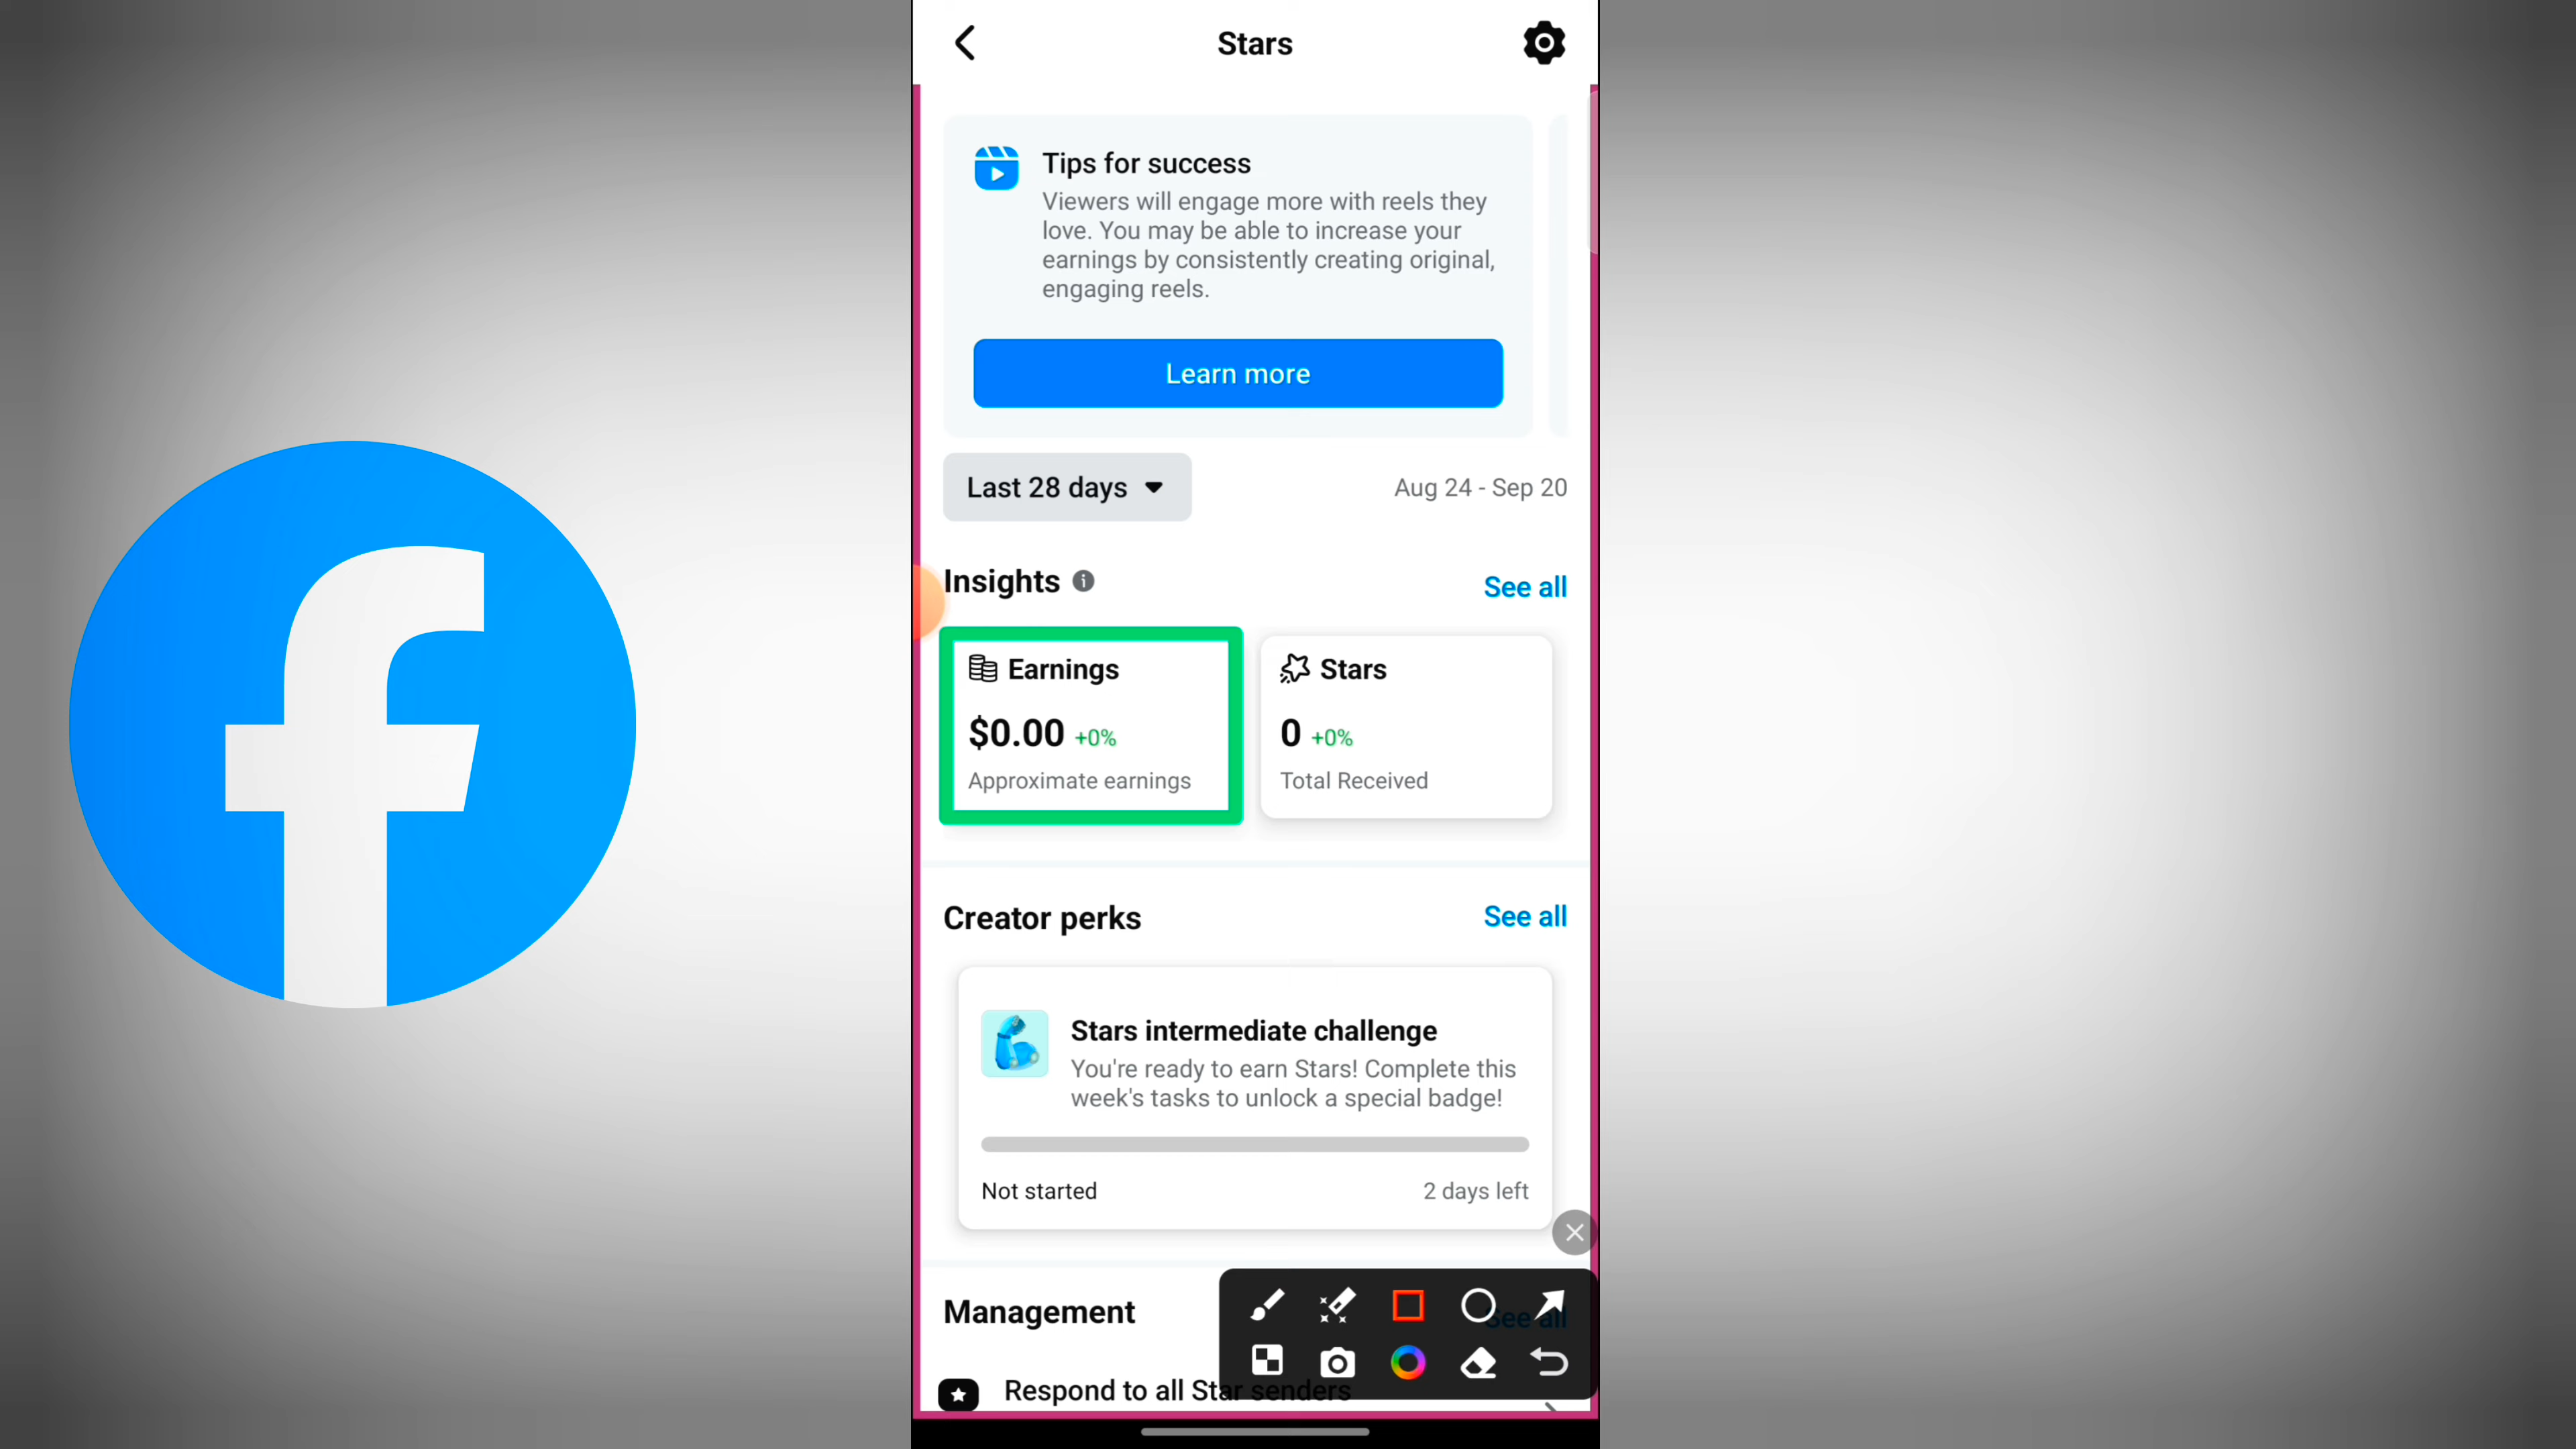 Stars
Tips for success
Viewers will engage more with reels they
love. You may be able to increase your
earnings by consistently creating original,
engaging reels.
Learn more
Last 28 days
Aug 24 - Sep 20
Insights
See all
Earnings
$0.00 +0%
Approximate earnings
Stars
0 +0%
Total Received
Creator perks
See all
Stars intermediate challenge
You're ready to earn Stars! Complete this
week's tasks to unlock a special badge!
Not started
2 days left
Management
See all
Respond to all Star senders